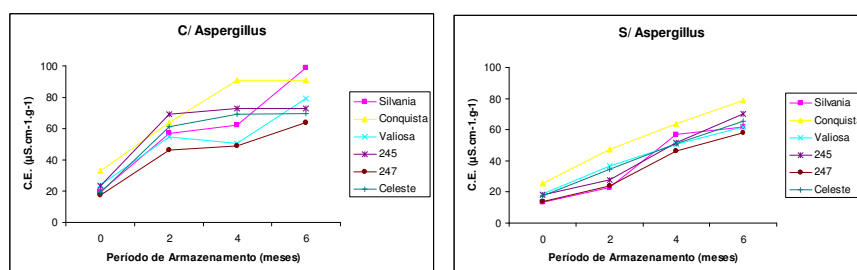 C/ Aspergillus
C.E. (µS.cm-1.g-1)
100
80
60
40
20
0
0 2 4 6
Período de Armazenamento (meses)
Silvania
Conquista
Valiosa
245
247
Celeste
S/ Aspergillus
C.E. (µS.cm-1.g-1)
100
80
60
40
20
0
0 2 4 6
Período de Armazenamento (meses)
Silvania
Conquista
Valiosa
245
247
Celeste